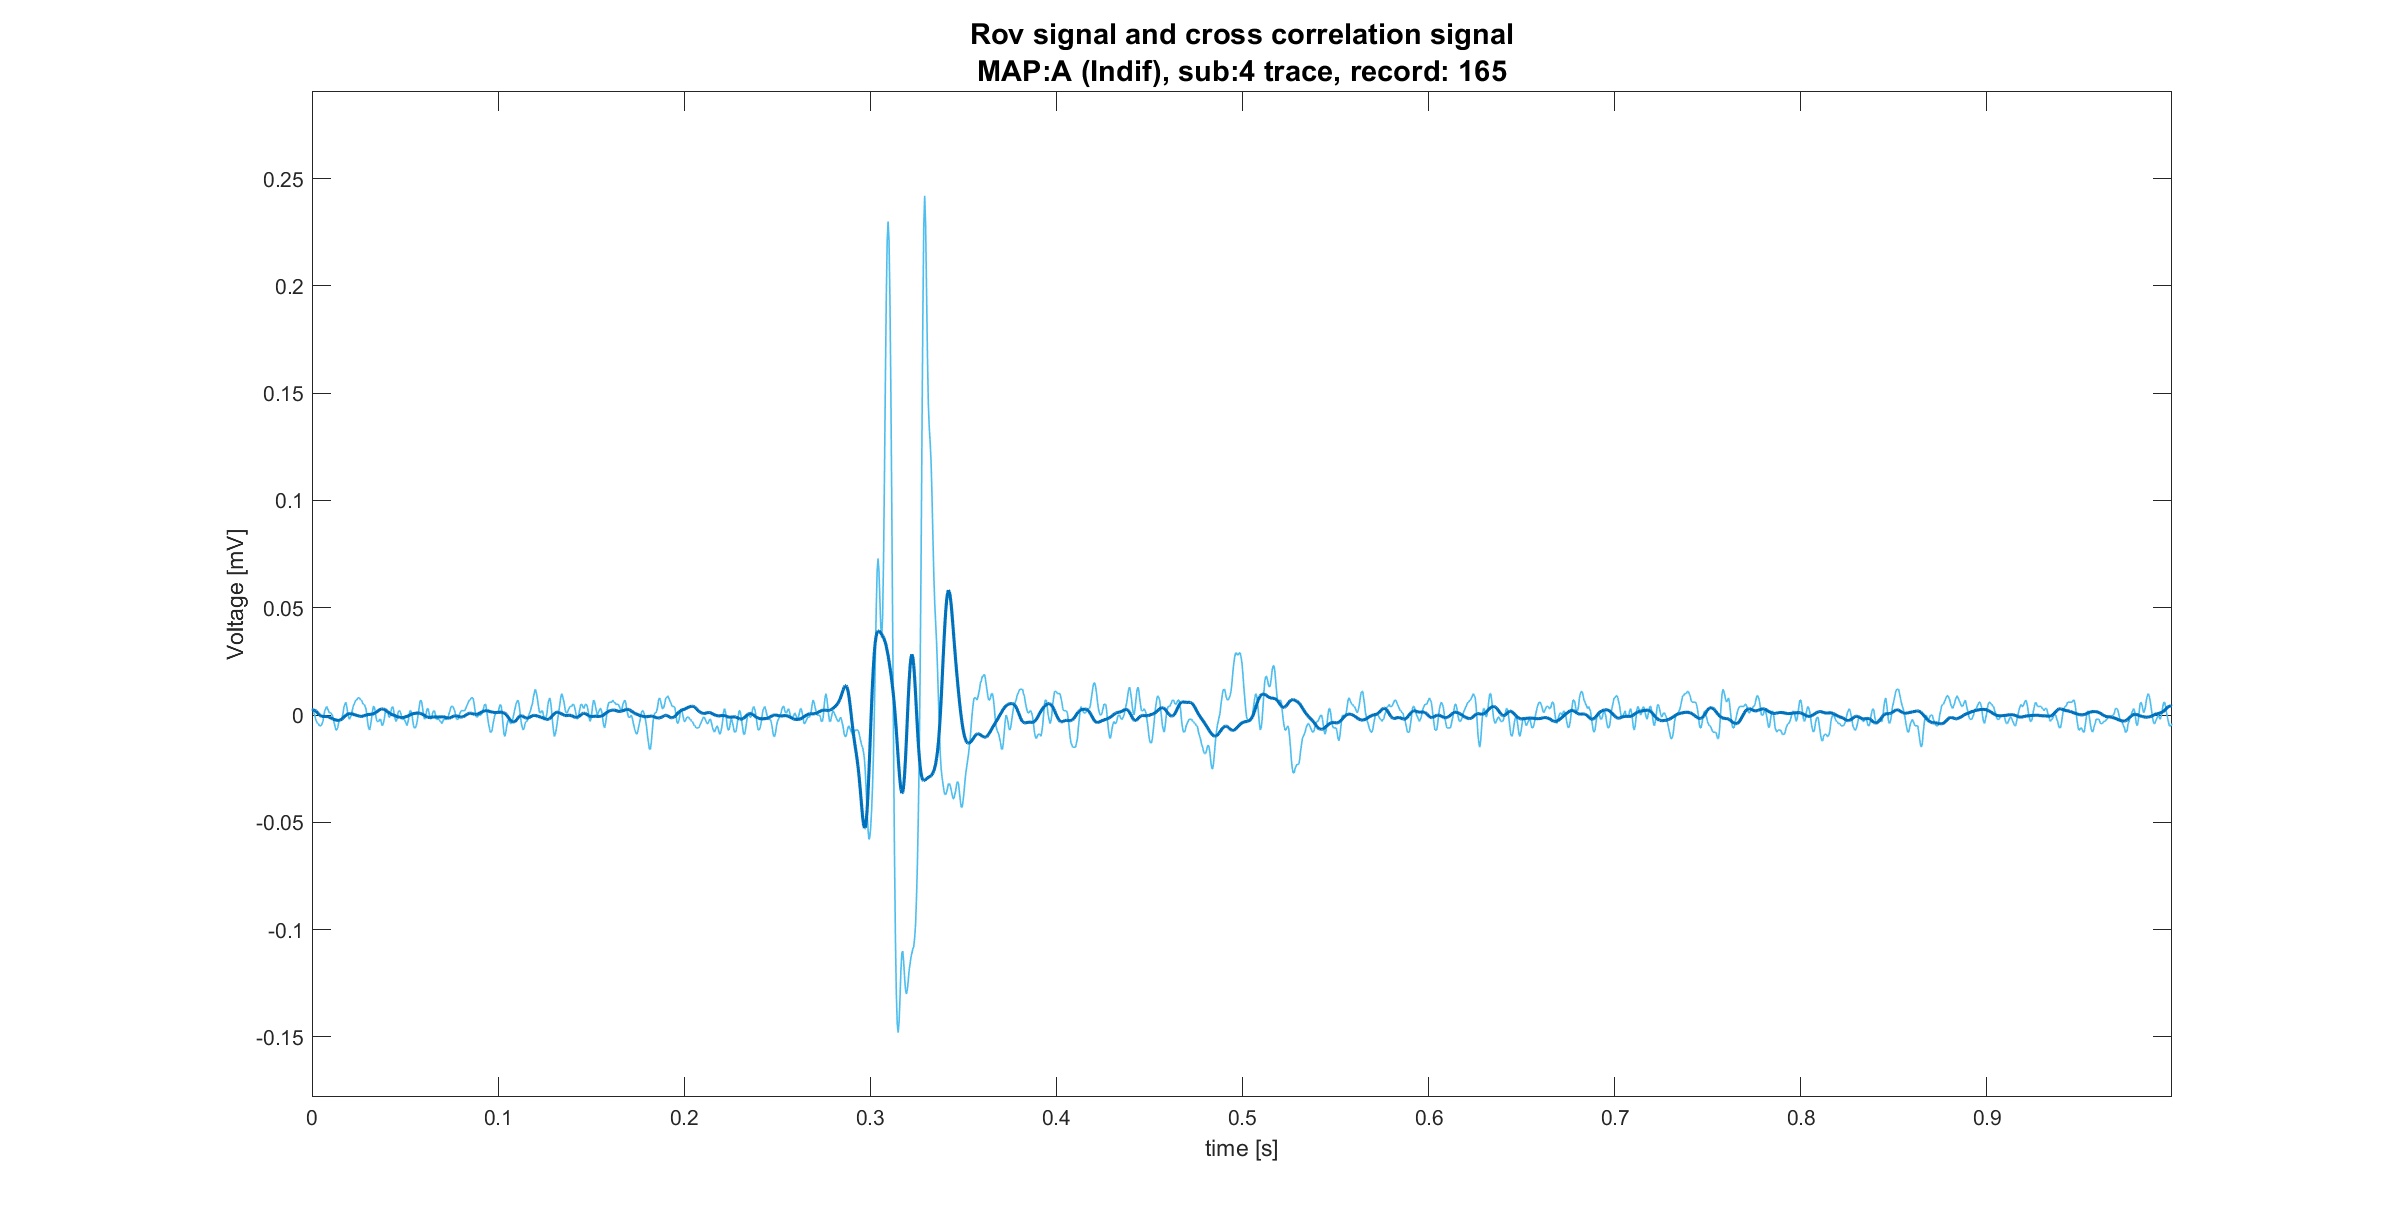 Rov signal and cross correlation signal
MAP:A (Indif), sub:4 trace, record: 165
Voltage [mV]
0.25
0.2
0.15
0.1
0.05
0
-0.05
-0.1
-0.15
0 0.1 0.2 0.3 0.4 0.5 0.6 0.7 0.8 0.9
time [s]